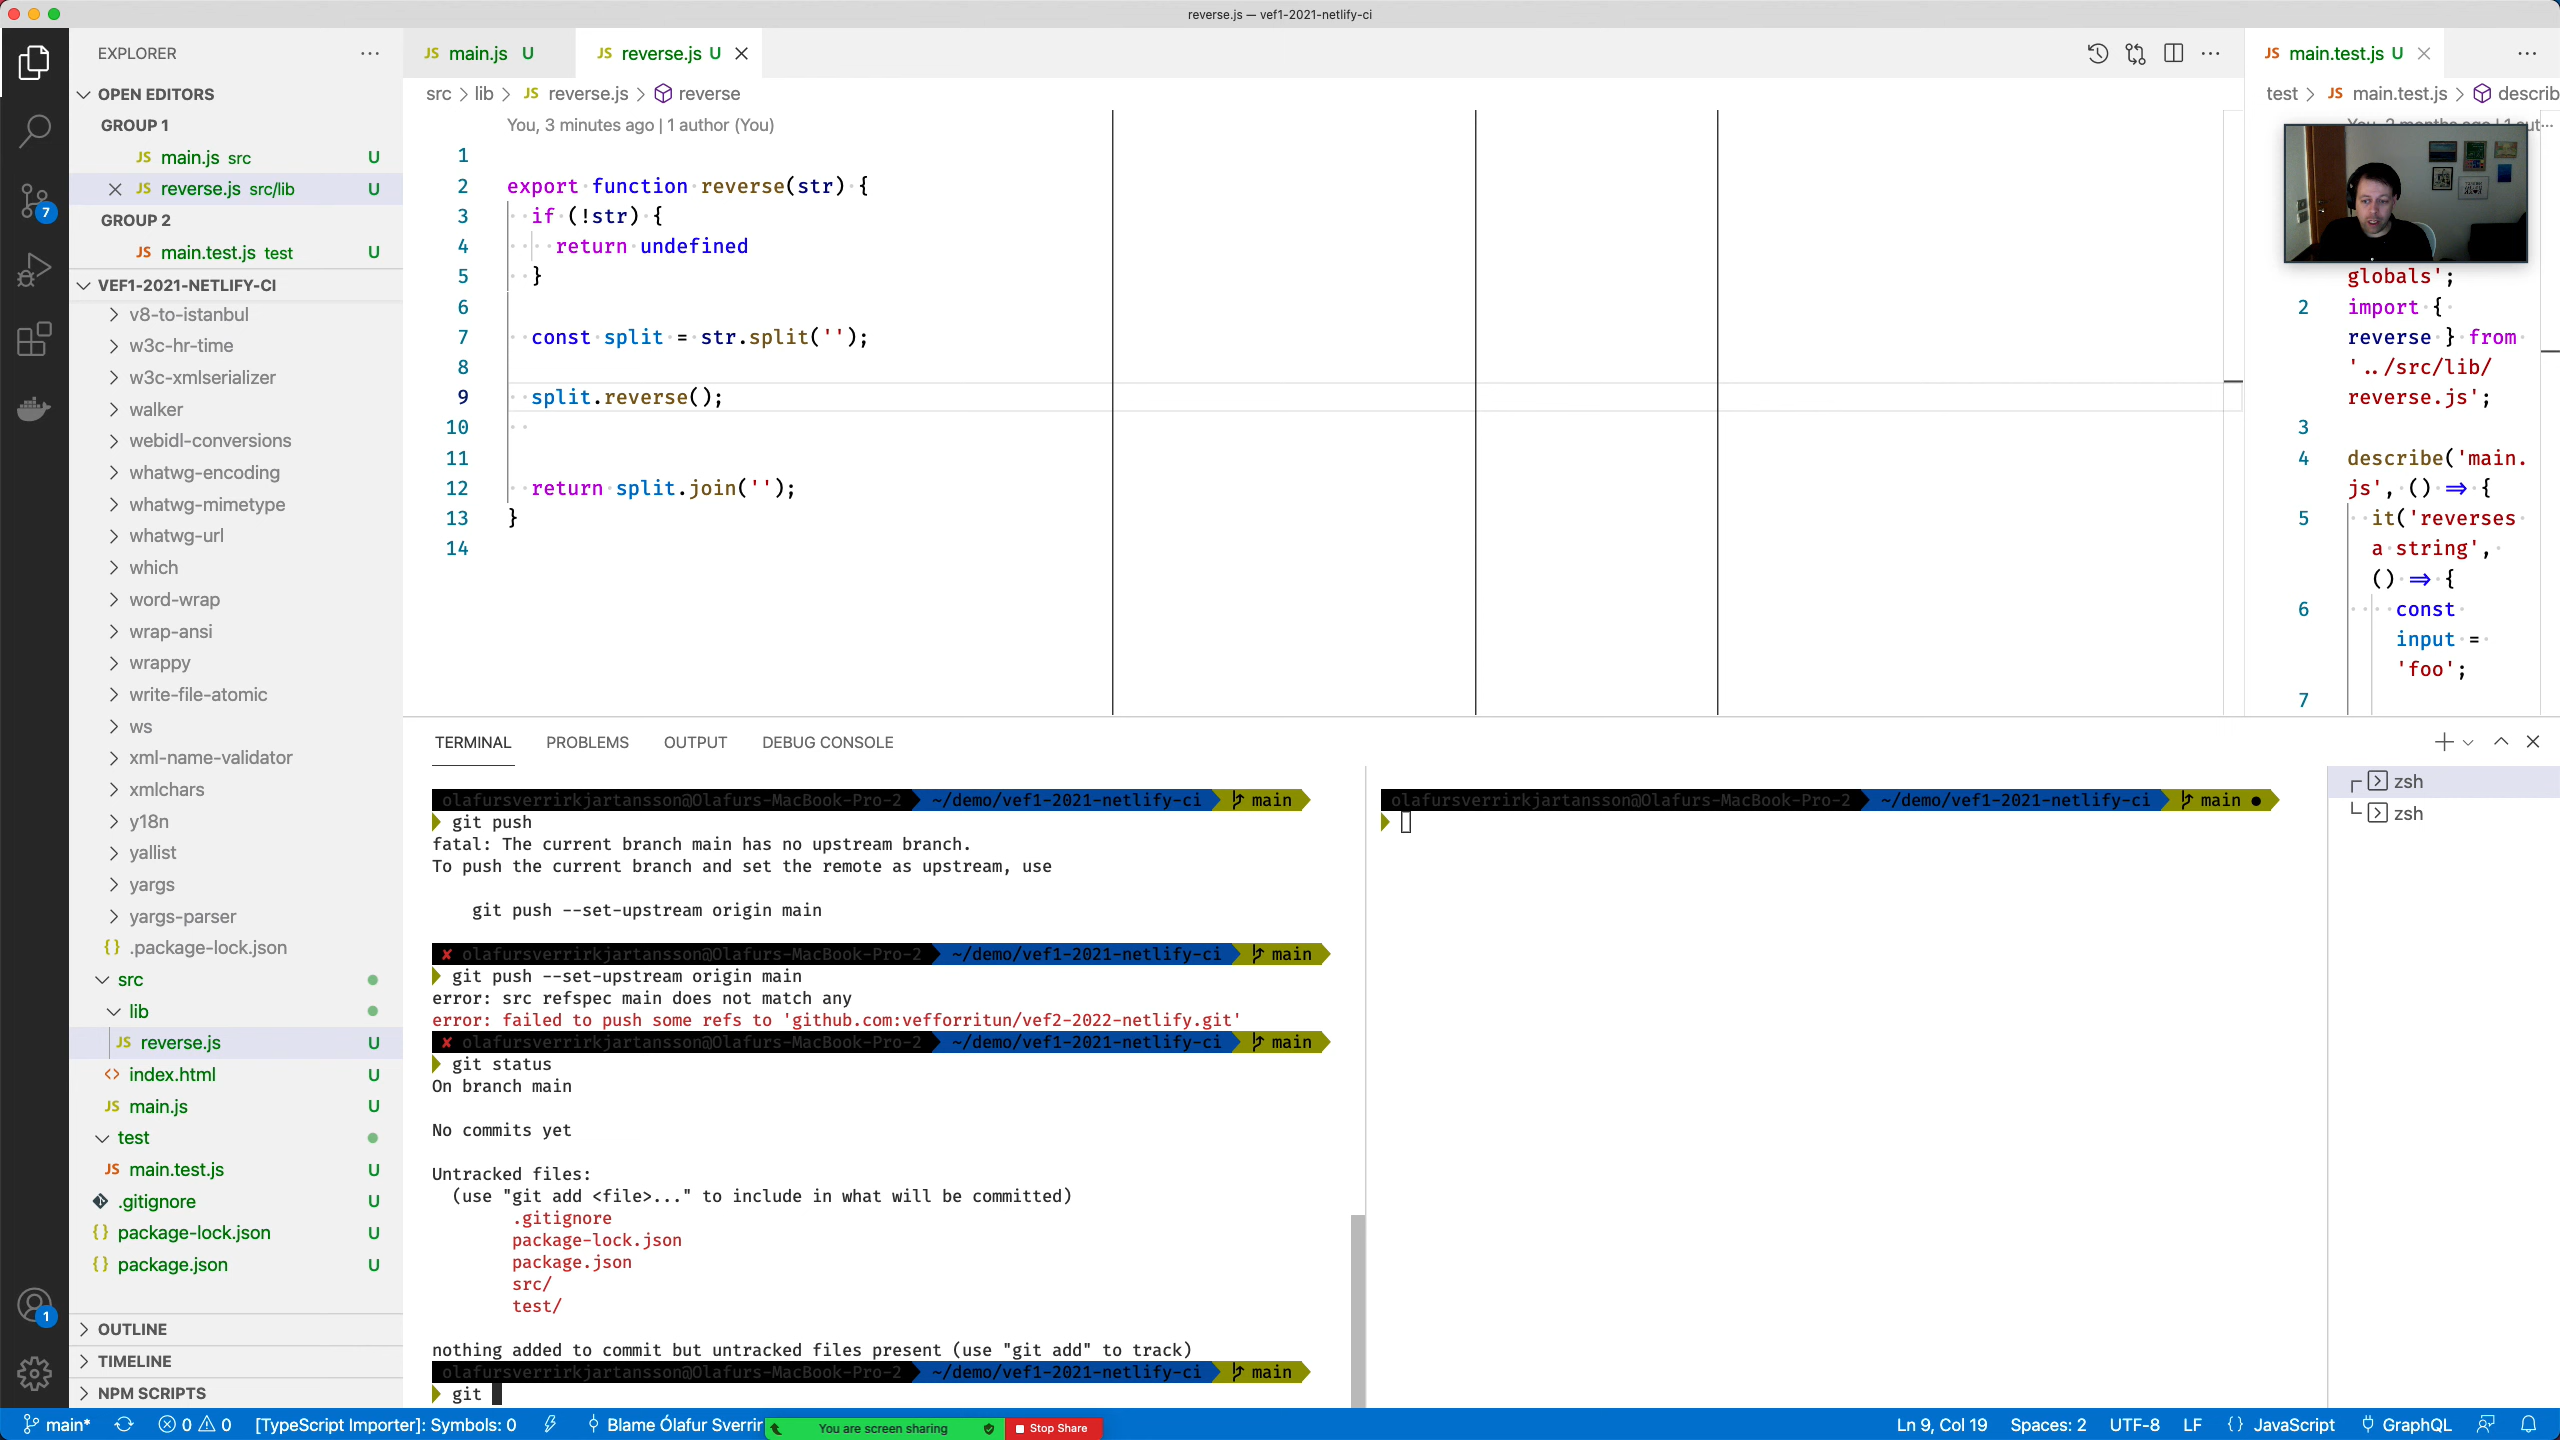 reverse.js — vef1-2021-netlify-ci
EXPLORER
OPEN EDITORS
GROUP 1
JS main.js src U
JS reverse.js src/lib U
GROUP 2
JS main.test.js test U
VEF1-2021-NETLIFY-CI
v8-to-istanbul
w3c-hr-time
w3c-xmlserializer
walker
webidl-conversions
whatwg-encoding
whatwg-mimetype
whatwg-url
which
word-wrap
wrap-ansi
wrappy
write-file-atomic
ws
xml-name-validator
xmlchars
y18n
yallist
yargs
yargs-parser
{} .package-lock.json
src
lib
JS reverse.js U
<> index.html U
JS main.js U
test
JS main.test.js U
.gitignore U
{} package-lock.json U
{} package.json U
OUTLINE
TIMELINE
NPM SCRIPTS
7
1
JS main.js U
JS reverse.js U
src > lib > JS reverse.js > reverse
You, 3 minutes ago | 1 author (You)
1
2 export function reverse(str) {
3 if (!str) {
4 return undefined
5 }
6
7 const split = str.split('');
8
9 split.reverse();
10
11
12 return split.join('');
13 }
14
JS main.test.js U
test > JS main.test.js > describ
globals';
2 import {
reverse } from
'../src/lib/
reverse.js';
3
4 describe('main.
js', () => {
5 it('reverses
a string',
() => {
6 const
input =
'foo';
7
TERMINAL PROBLEMS OUTPUT DEBUG CONSOLE
olafursverrirkjartansson@Olafurs-MacBook-Pro-2 ~/demo/vef1-2021-netlify-ci main
git push
fatal: The current branch main has no upstream branch.
To push the current branch and set the remote as upstream, use
git push --set-upstream origin main
✘ olafursverrirkjartansson@Olafurs-MacBook-Pro-2 ~/demo/vef1-2021-netlify-ci main
git push --set-upstream origin main
error: src refspec main does not match any
error: failed to push some refs to 'github.com:vefforritun/vef2-2022-netlify.git'
✘ olafursverrirkjartansson@Olafurs-MacBook-Pro-2 ~/demo/vef1-2021-netlify-ci main
git status
On branch main
No commits yet
Untracked files:
(use "git add <file>..." to include in what will be committed)
.gitignore
package-lock.json
package.json
src/
test/
nothing added to commit but untracked files present (use "git add" to track)
olafursverrirkjartansson@Olafurs-MacBook-Pro-2 ~/demo/vef1-2021-netlify-ci main
git
olafursverrirkjartansson@Olafurs-MacBook-Pro-2 ~/demo/vef1-2021-netlify-ci main ●
zsh
zsh
main* 0 0 [TypeScript Importer]: Symbols: 0 Blame Ólafur Sverrir
You are screen sharing Stop Share
Ln 9, Col 19 Spaces: 2 UTF-8 LF {} JavaScript GraphQL